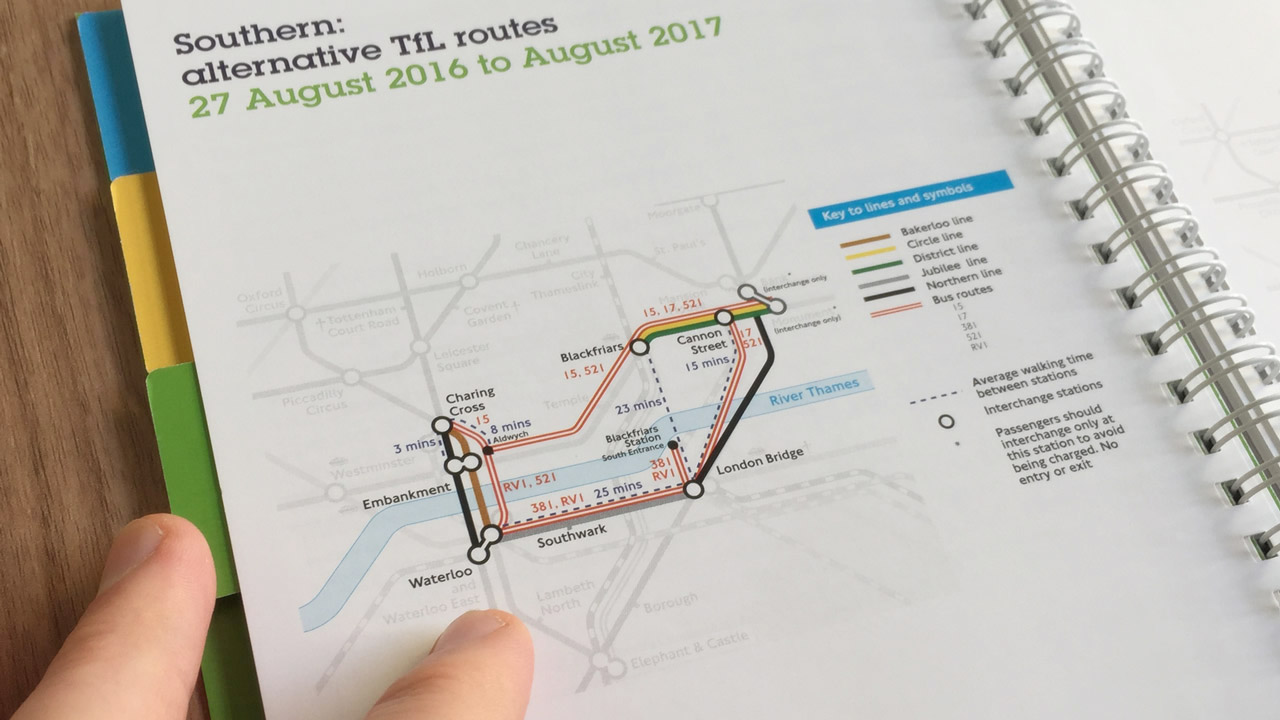 Southern:
alternative TfL routes
27 August 2016 to August 2017
Key to lines and symbols
Bakerloo line
Circle line
District line
Jubilee line
Northern line
Bus routes
15
17
381
521
RV1
Average walking time
between stations
Interchange stations
Passengers should
interchange only at
this station to avoid
being charged. No
entry or exit
Moorgate
Chancery
Lane
St. Paul's
Holborn
City
Thameslink
Bank
(interchange only)
Oxford
Circus
Tottenham
Court Road
Covent
Garden
15, 17, 521
Monument
(interchange only)
Leicester
Square
Blackfriars
Cannon
Street
17
521
15, 521
15 mins
Piccadilly
Circus
Charing
Cross
Temple
River Thames
15
8 mins
Aldwych
23 mins
3 mins
Blackfriars
Station
South Entrance
Westminster
381
RV1
London Bridge
Embankment
RV1, 521
381, RV1
25 mins
Southwark
Waterloo
and
Waterloo East
Lambeth
North
Borough
Elephant & Castle